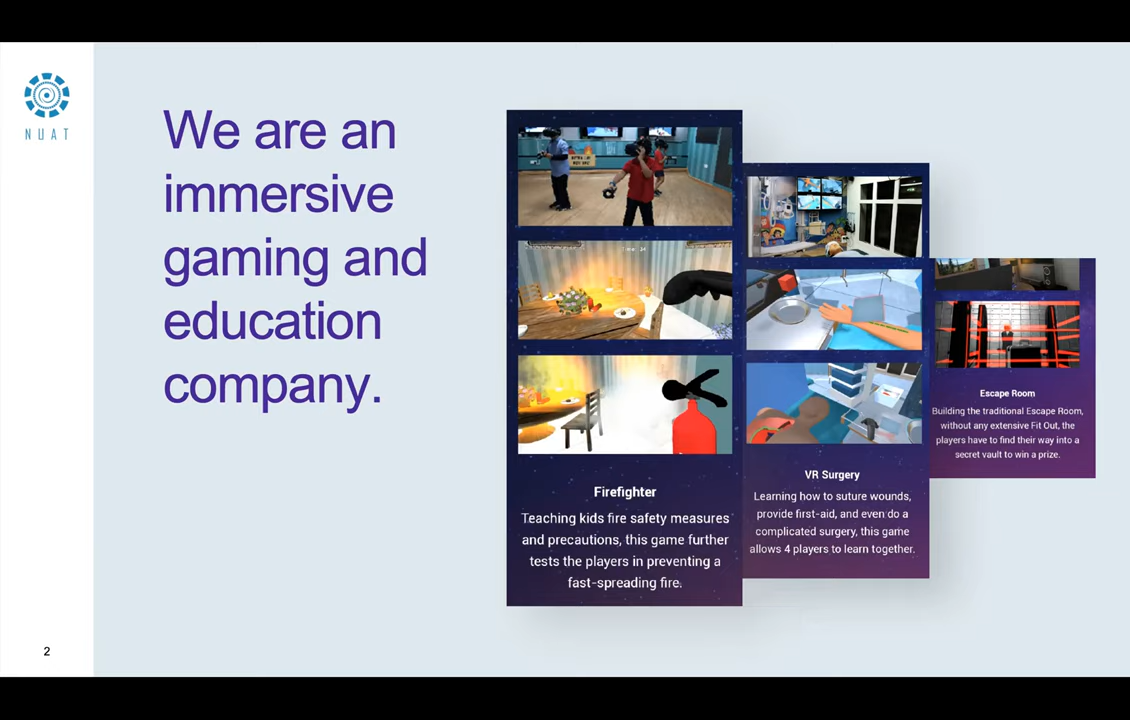 NUAT
We are an
immersive
gaming and
education
company.
Firefighter
Teaching kids fire safety measures
and precautions, this game further
tests the players in preventing a
fast-spreading fire.
VR Surgery
Learning how to suture wounds,
provide first-aid, and even do a
complicated surgery, this game
allows 4 players to learn together.
Escape Room
Building the traditional Escape Room,
without any extensive Fit Out, the
players have to find their way into a
secret vault to win a prize.
2